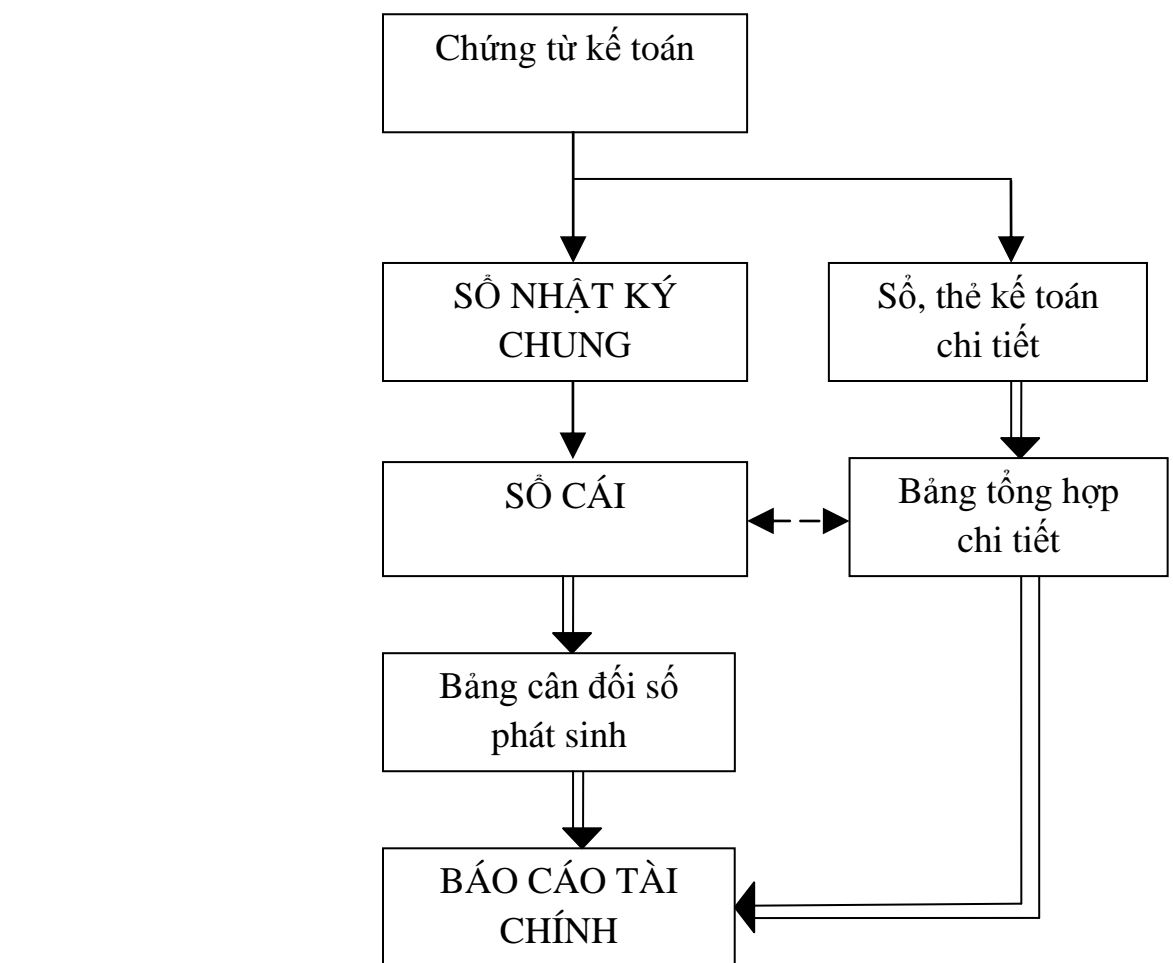 Chứng từ kế toán
SỔ NHẬT KÝ
CHUNG
Sổ, thẻ kế toán
chi tiết
SỔ CÁI
Bảng tổng hợp
chi tiết
Bảng cân đối số
phát sinh
BÁO CÁO TÀI
CHÍNH